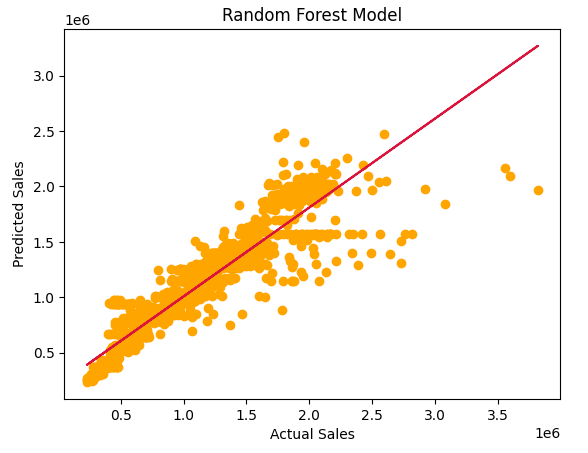 Random Forest Model
1e6
Predicted Sales
3.0
2.5
2.0
1.5
1.0
0.5
0.5 1.0 1.5 2.0 2.5 3.0 3.5
1e6
Actual Sales